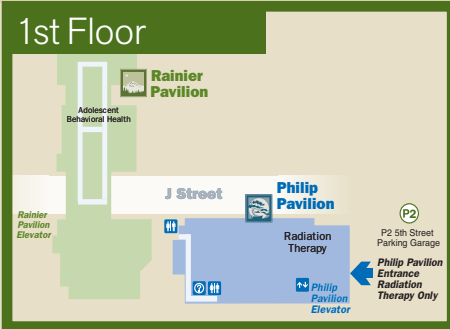 1st Floor
Rainier
Pavilion
Adolescent
Behavioral Health
J Street
Philip
Pavilion
Rainier
Pavilion
Elevator
Radiation
Therapy
P2
P2 5th Street
Parking Garage
Philip Pavilion
Entrance
Radiation
Therapy Only
?
Philip
Pavilion
Elevator